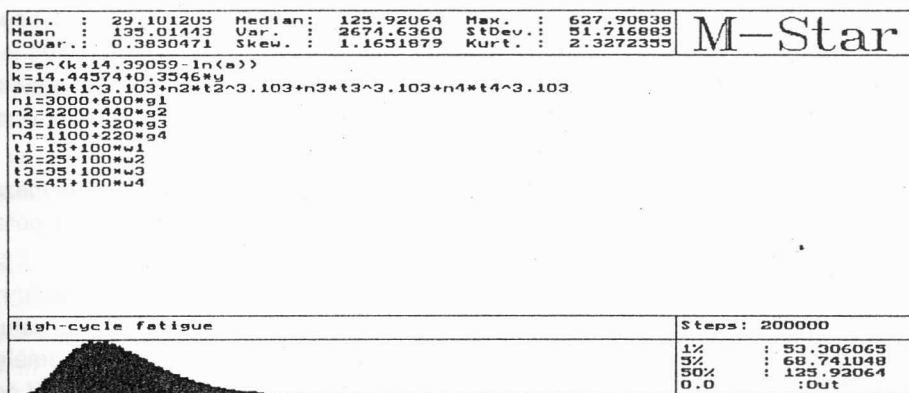 Min. : 29.101205 Median: 125.92064 Max. : 627.90838
Mean : 135.01443 Var. : 2674.6360 StDev.: 51.716883
CoVar.: 0.3830471 Skew. : 1.1651879 Kurt. : 2.3272355
M-Star
b=e^(k+14.39059-ln(a))
k=14.44574+0.3546*y
a=n1*t1^3.103+n2*t2^3.103+n3*t3^3.103+n4*t4^3.103
n1=3000+600*g1
n2=2200+440*g2
n3=1600+320*g3
n4=1100+220*g4
t1=15+100*w1
t2=25+100*w2
t3=35+100*w3
t4=45+100*w4
High-cycle fatigue
Steps: 200000
1% : 53.306065
5% : 68.741048
50% : 125.92064
0.0 :Out